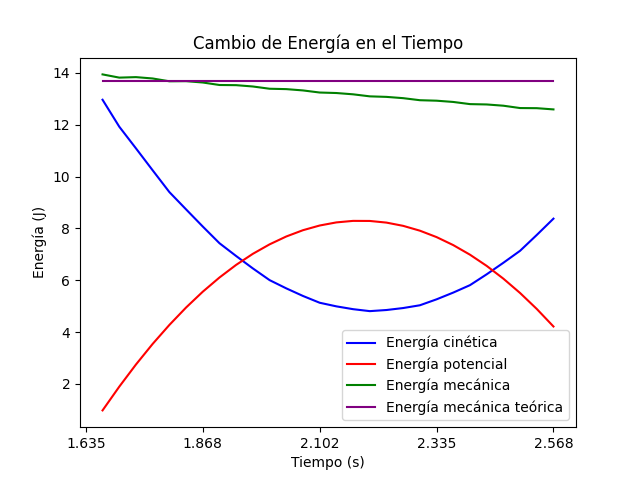 Cambio de Energía en el Tiempo
14
12
10
8
6
4
2
Energía (J)
Energía cinética
Energía potencial
Energía mecánica
Energía mecánica teórica
1.635 1.868 2.102 2.335 2.568
Tiempo (s)